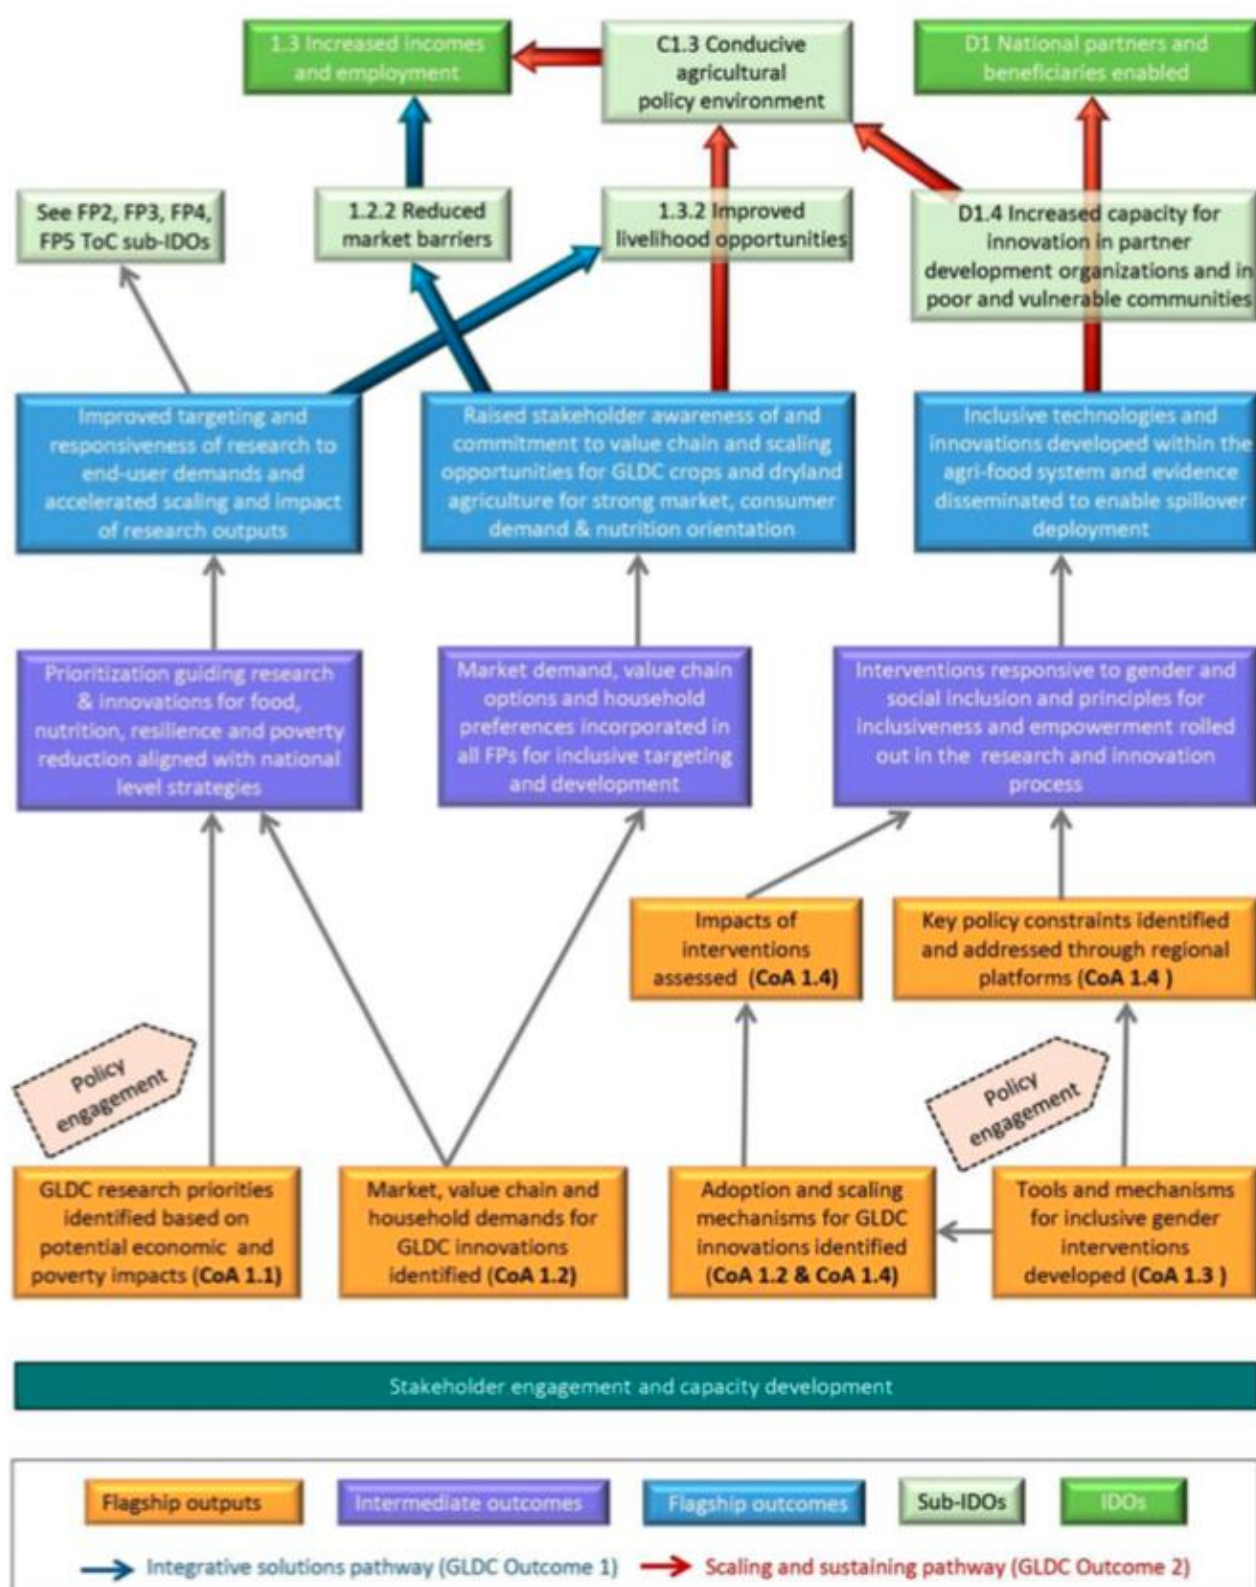 1.3 Increased incomes
and employment
C1.3 Conducive
agricultural
policy environment
D1 National partners and
beneficiaries enabled
See FP2, FP3, FP4,
FP5 ToC sub-IDOs
1.2.2 Reduced
market barriers
1.3.2 Improved
livelihood opportunities
D1.4 Increased capacity for
innovation in partner
development organizations and in
poor and vulnerable communities
Improved targeting and
responsiveness of research to
end-user demands and
accelerated scaling and impact
of research outputs
Raised stakeholder awareness of and
commitment to value chain and scaling
opportunities for GLDC crops and dryland
agriculture for strong market, consumer
demand & nutrition orientation
Inclusive technologies and
innovations developed within the
agri-food system and evidence
disseminated to enable spillover
deployment
Prioritization guiding research
& innovations for food,
nutrition, resilience and poverty
reduction aligned with national
level strategies
Market demand, value chain
options and household
preferences incorporated in
all FPs for inclusive targeting
and development
Interventions responsive to gender and
social inclusion and principles for
inclusiveness and empowerment rolled
out in the research and innovation
process
Impacts of
interventions
assessed (CoA 1.4)
Key policy constraints identified
and addressed through regional
platforms (CoA 1.4 )
Policy
engagement
Policy
engagement
GLDC research priorities
identified based on
potential economic and
poverty impacts (CoA 1.1)
Market, value chain and
household demands for
GLDC innovations
identified (CoA 1.2)
Adoption and scaling
mechanisms for GLDC
innovations identified
(CoA 1.2 & CoA 1.4)
Tools and mechanisms
for inclusive gender
interventions
developed (CoA 1.3 )
Stakeholder engagement and capacity development
Flagship outputs
Intermediate outcomes
Flagship outcomes
Sub-IDOs
IDOs
Integrative solutions pathway (GLDC Outcome 1)
Scaling and sustaining pathway (GLDC Outcome 2)